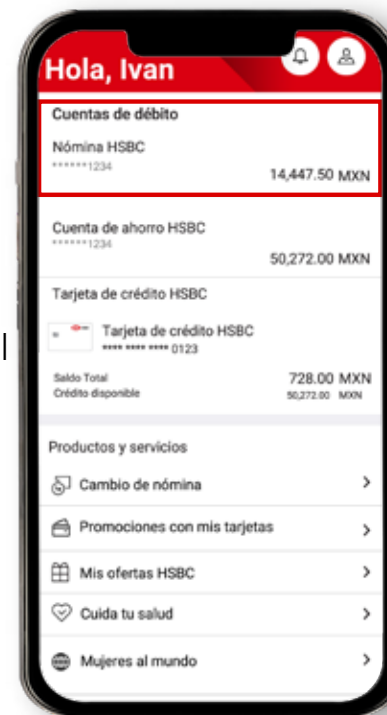 Hola, Ivan
Cuentas de débito
Nómina HSBC
******1234
14,447.50 MXN
Cuenta de ahorro HSBC
******1234
50,272.00 MXN
Tarjeta de crédito HSBC
Tarjeta de crédito HSBC
**** **** **** 0123
Saldo Total 728.00 MXN
Crédito disponible 50,272.00 MXN
Productos y servicios
Cambio de nómina
Promociones con mis tarjetas
Mis ofertas HSBC
Cuida tu salud
Mujeres al mundo